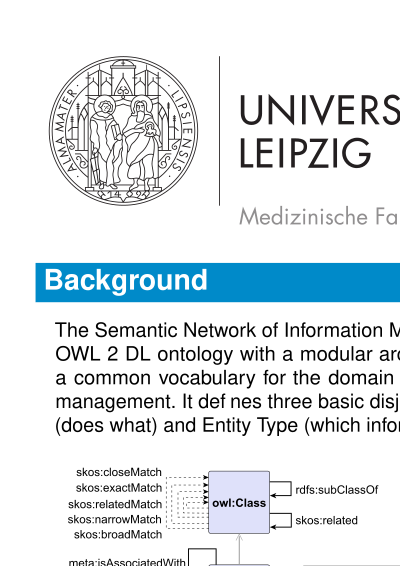 ALMA MATER LIPSIENSIS
UNIVERS
LEIPZIG
Medizinische Fa
Background
The Semantic Network of Information M
OWL 2 DL ontology with a modular arc
a common vocabulary for the domain
management. It def nes three basic disj
(does what) and Entity Type (which infor
skos:closeMatch
skos:exactMatch
skos:relatedMatch
skos:narrowMatch
skos:broadMatch
owl:Class
rdfs:subClassOf
skos:related
meta:isAssociatedWith